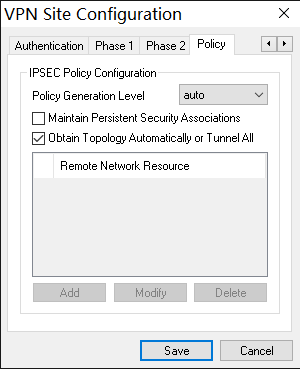 VPN Site Configuration
Authentication Phase 1 Phase 2 Policy
IPSEC Policy Configuration
Policy Generation Level auto
Maintain Persistent Security Associations
Obtain Topology Automatically or Tunnel All
Remote Network Resource
Add Modify Delete
Save Cancel